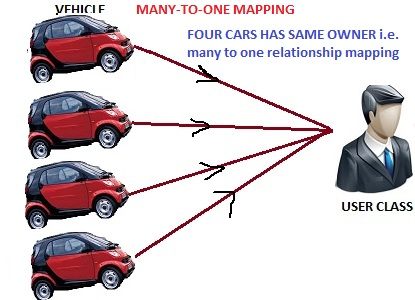 VEHICLE MANY-TO-ONE MAPPING
FOUR CARS HAS SAME OWNER i.e.
many to one relationship mapping
USER CLASS